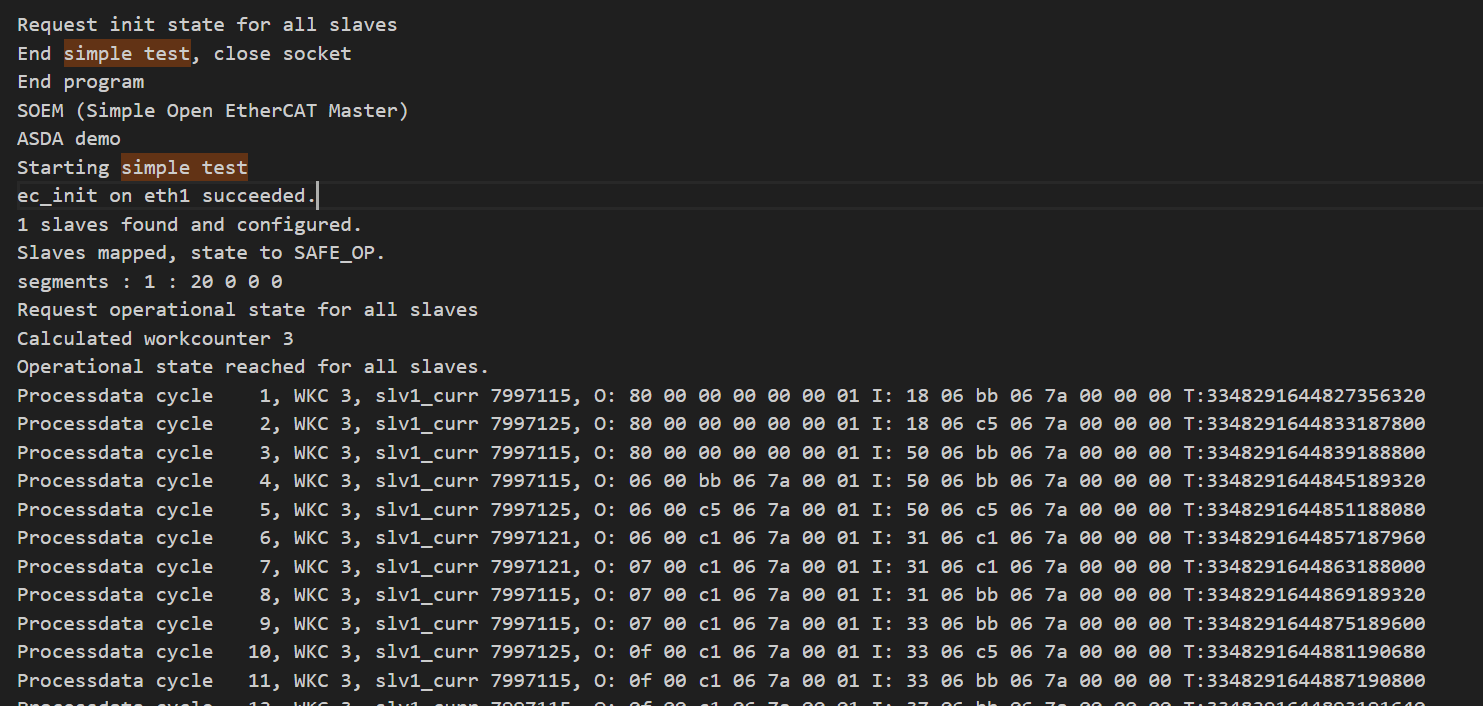 Request init state for all slaves
End simple test, close socket
End program
SOEM (Simple Open EtherCAT Master)
ASDA demo
Starting simple test
ec_init on eth1 succeeded.
1 slaves found and configured.
Slaves mapped, state to SAFE_OP.
segments : 1 : 20 0 0 0
Request operational state for all slaves
Calculated workcounter 3
Operational state reached for all slaves.
Processdata cycle    1, WKC 3, slv1_curr 7997115, O: 80 00 00 00 00 00 01 I: 18 06 bb 06 7a 00 00 00 T:3348291644827356320
Processdata cycle    2, WKC 3, slv1_curr 7997125, O: 80 00 00 00 00 00 01 I: 18 06 c5 06 7a 00 00 00 T:3348291644833187800
Processdata cycle    3, WKC 3, slv1_curr 7997115, O: 80 00 00 00 00 00 01 I: 50 06 bb 06 7a 00 00 00 T:3348291644839188800
Processdata cycle    4, WKC 3, slv1_curr 7997115, O: 06 00 bb 06 7a 00 01 I: 50 06 bb 06 7a 00 00 00 T:3348291644845189320
Processdata cycle    5, WKC 3, slv1_curr 7997125, O: 06 00 c5 06 7a 00 01 I: 50 06 c5 06 7a 00 00 00 T:3348291644851188080
Processdata cycle    6, WKC 3, slv1_curr 7997121, O: 06 00 c1 06 7a 00 01 I: 31 06 c1 06 7a 00 00 00 T:3348291644857187960
Processdata cycle    7, WKC 3, slv1_curr 7997121, O: 07 00 c1 06 7a 00 01 I: 31 06 c1 06 7a 00 00 00 T:3348291644863188000
Processdata cycle    8, WKC 3, slv1_curr 7997115, O: 07 00 c1 06 7a 00 01 I: 31 06 bb 06 7a 00 00 00 T:3348291644869189320
Processdata cycle    9, WKC 3, slv1_curr 7997115, O: 07 00 c1 06 7a 00 01 I: 33 06 bb 06 7a 00 00 00 T:3348291644875189600
Processdata cycle   10, WKC 3, slv1_curr 7997125, O: 0f 00 c1 06 7a 00 01 I: 33 06 c5 06 7a 00 00 00 T:3348291644881190680
Processdata cycle   11, WKC 3, slv1_curr 7997115, O: 0f 00 c1 06 7a 00 01 I: 33 06 bb 06 7a 00 00 00 T:3348291644887190800